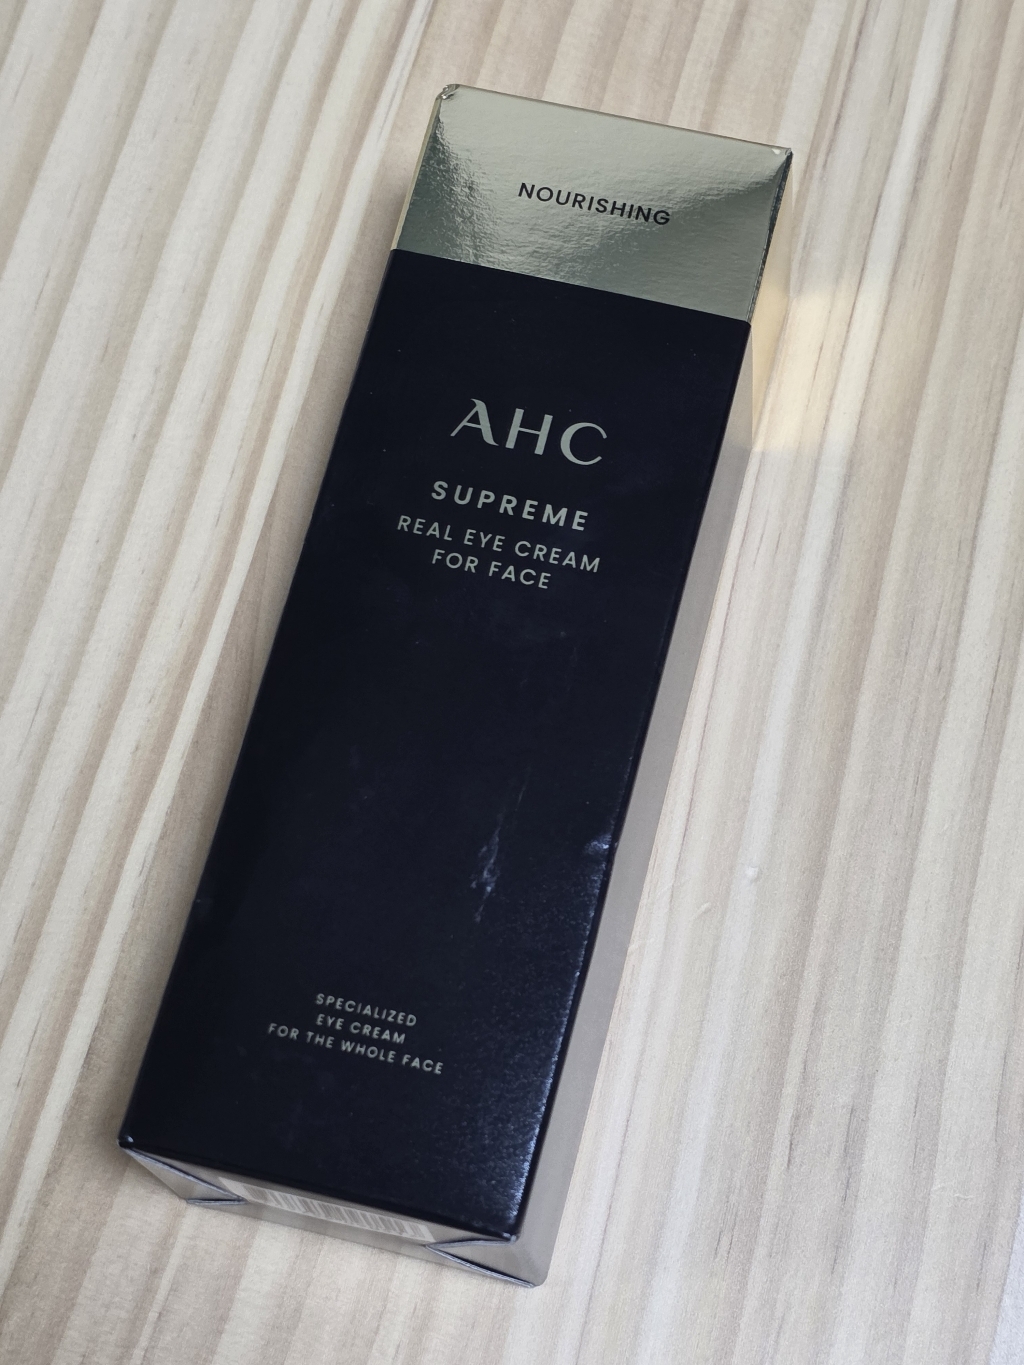 NOURISHING
AHC
SUPREME
REAL EYE CREAM
FOR FACE
SPECIALIZED
EYE CREAM
FOR THE WHOLE FACE